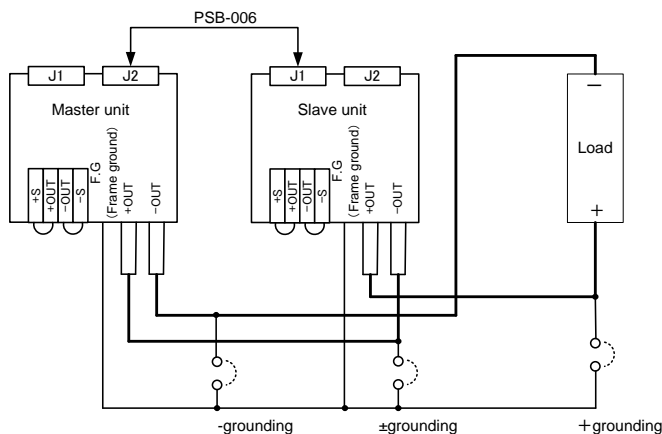 PSB-006
J1 J2
J1 J2
Master unit
Slave unit
+S
+OUT
-OUT
-S
F.G
(Frame ground)
+OUT
-OUT
+S
+OUT
-OUT
-S
F.G
(Frame ground)
+OUT
-OUT
−
Load
+
-grounding
±grounding
+grounding